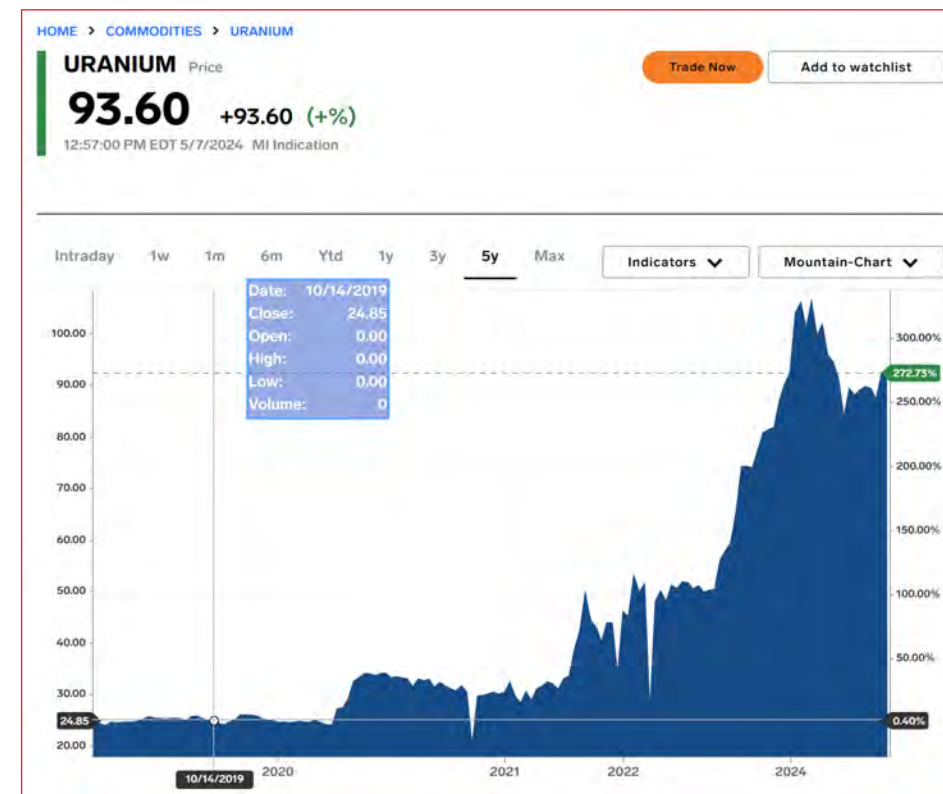 HOME > COMMODITIES > URANIUM
URANIUM Price
Trade Now
Add to watchlist
93.60 +93.60 (+%)
12:57:00 PM EDT 5/7/2024 MI Indication
Intraday 1w 1m 6m Ytd 1y 3y 5y Max
Indicators
Mountain-Chart
Date: 10/14/2019
Close: 24.85
Open: 0.00
High: 0.00
Low: 0.00
Volume: 0
100.00
90.00
80.00
70.00
60.00
50.00
40.00
30.00
24.85
20.00
300.00%
272.73%
250.00%
200.00%
150.00%
100.00%
50.00%
0.40%
10/14/2019
2020
2021
2022
2024